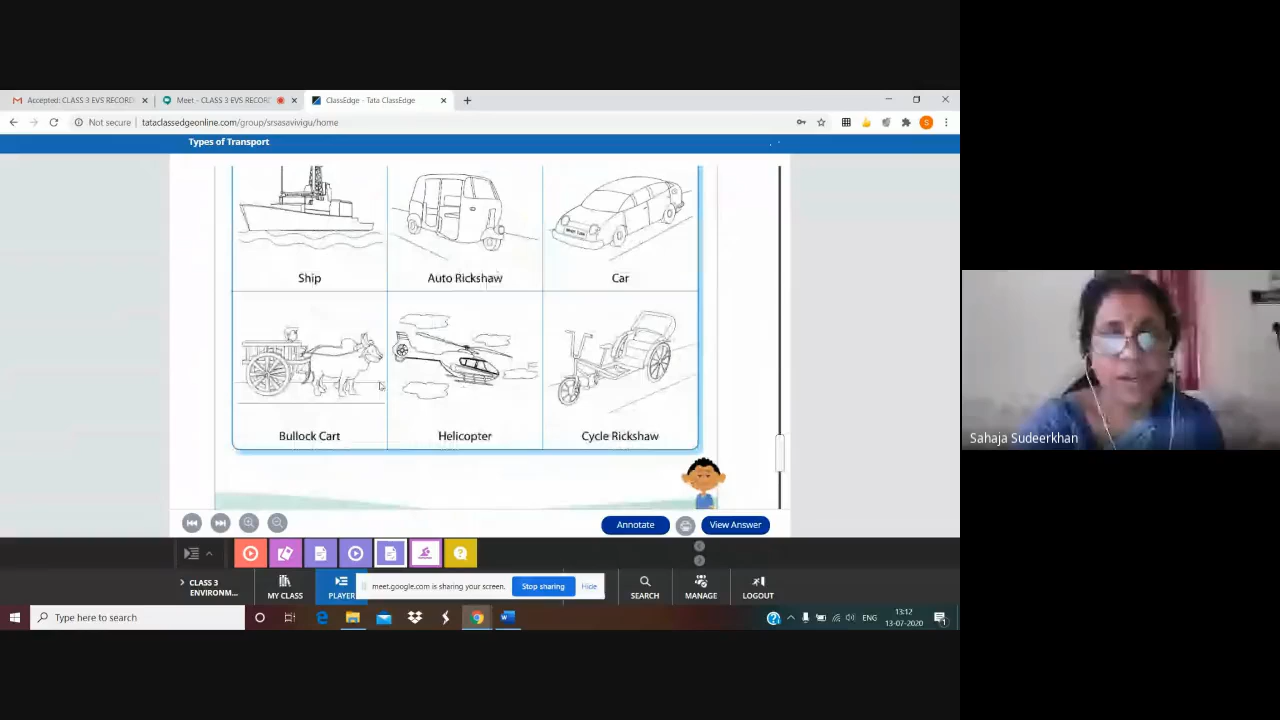 Accepted: CLASS 3 EVS RECORD
Meet - CLASS 3 EVS RECORD
ClassEdge - Tata ClassEdge
Not secure
tataclassedgeonline.com/group/srsasavivigu/home
S
Types of Transport
Ship
Auto Rickshaw
Car
Bullock Cart
Helicopter
Cycle Rickshaw
Sahaja Sudeerkhan
Annotate
View Answer
CLASS 3
ENVIRONM...
MY CLASS
PLAYER
meet.google.com is sharing your screen.
Stop sharing
Hide
SEARCH
MANAGE
LOGOUT
Type here to search
ENG
13:12
13-07-2020